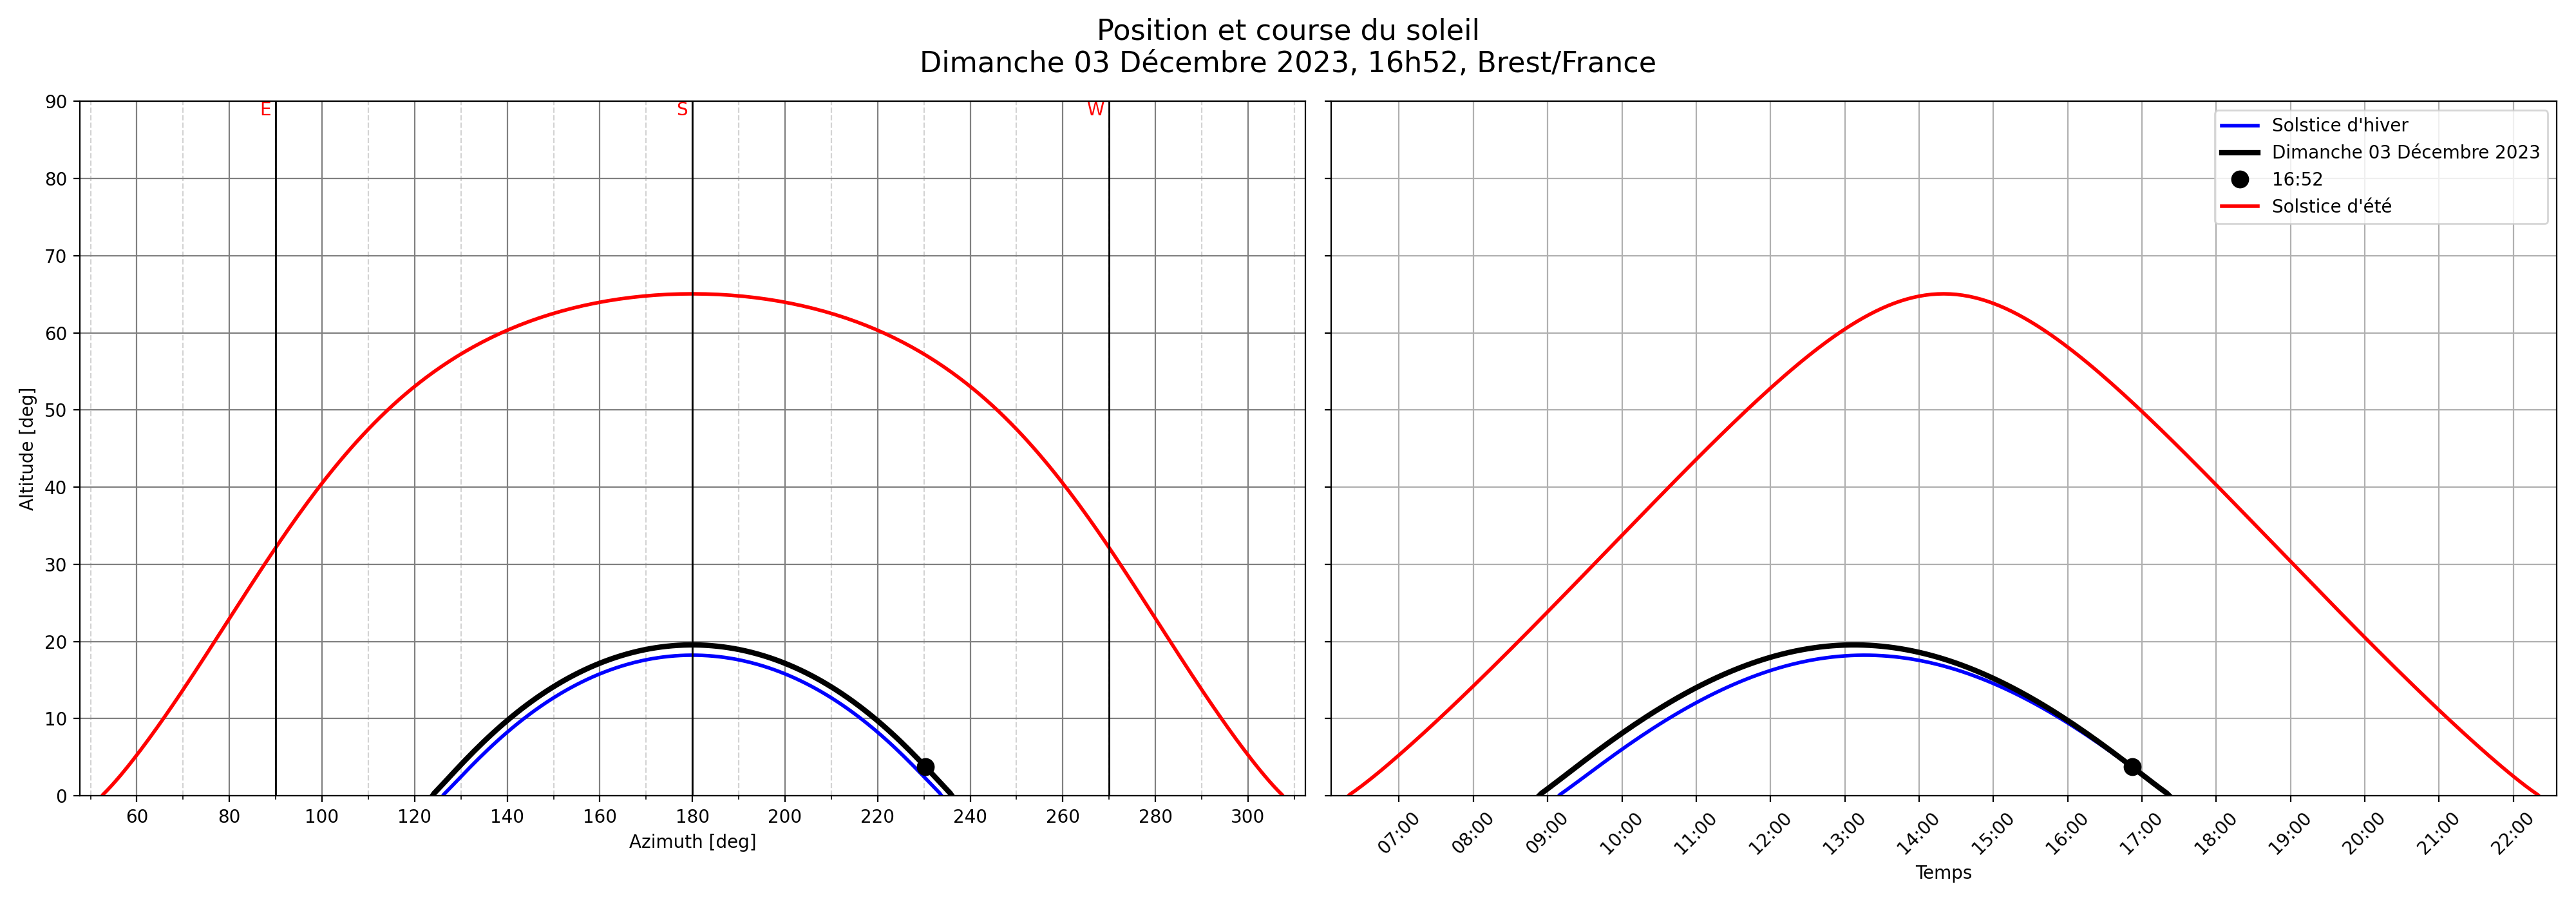 Position et course du soleil
Dimanche 03 Décembre 2023, 16h52, Brest/France
E
S
W
90
80
70
60
50
40
30
20
10
0
Altitude [deg]
60 80 100 120 140 160 180 200 220 240 260 280 300
Azimuth [deg]
Solstice d'hiver
Dimanche 03 Décembre 2023
16:52
Solstice d'été
07:00 08:00 09:00 10:00 11:00 12:00 13:00 14:00 15:00 16:00 17:00 18:00 19:00 20:00 21:00 22:00
Temps